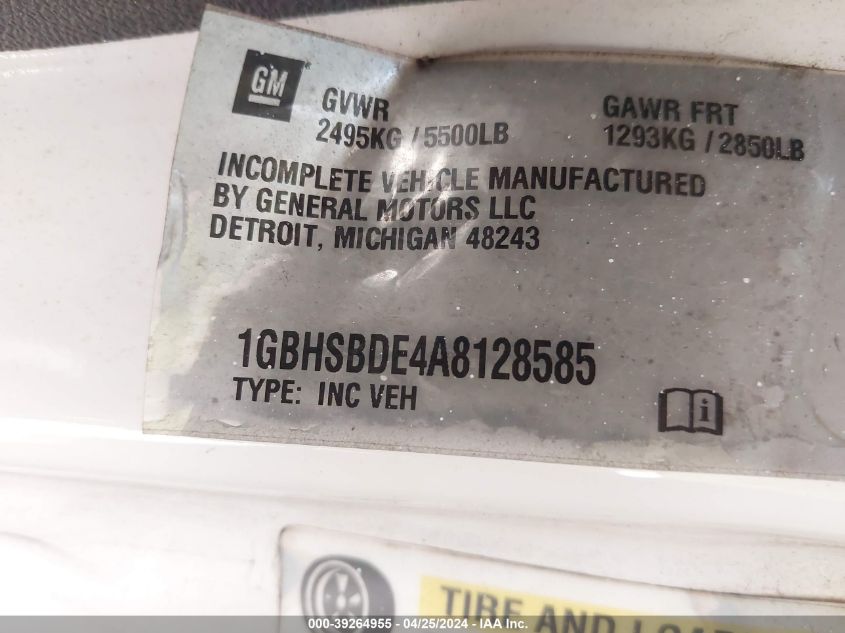 GM
GVWR
2495KG / 5500LB
GAWR FRT
1293KG / 2850LB
INCOMPLETE VEHICLE MANUFACTURED
BY GENERAL MOTORS LLC
DETROIT, MICHIGAN 48243
1GBHSBDE4A8128585
TYPE: INC VEH
i
TIRE AND
000-39264955 - 04/25/2024 - IAA Inc.